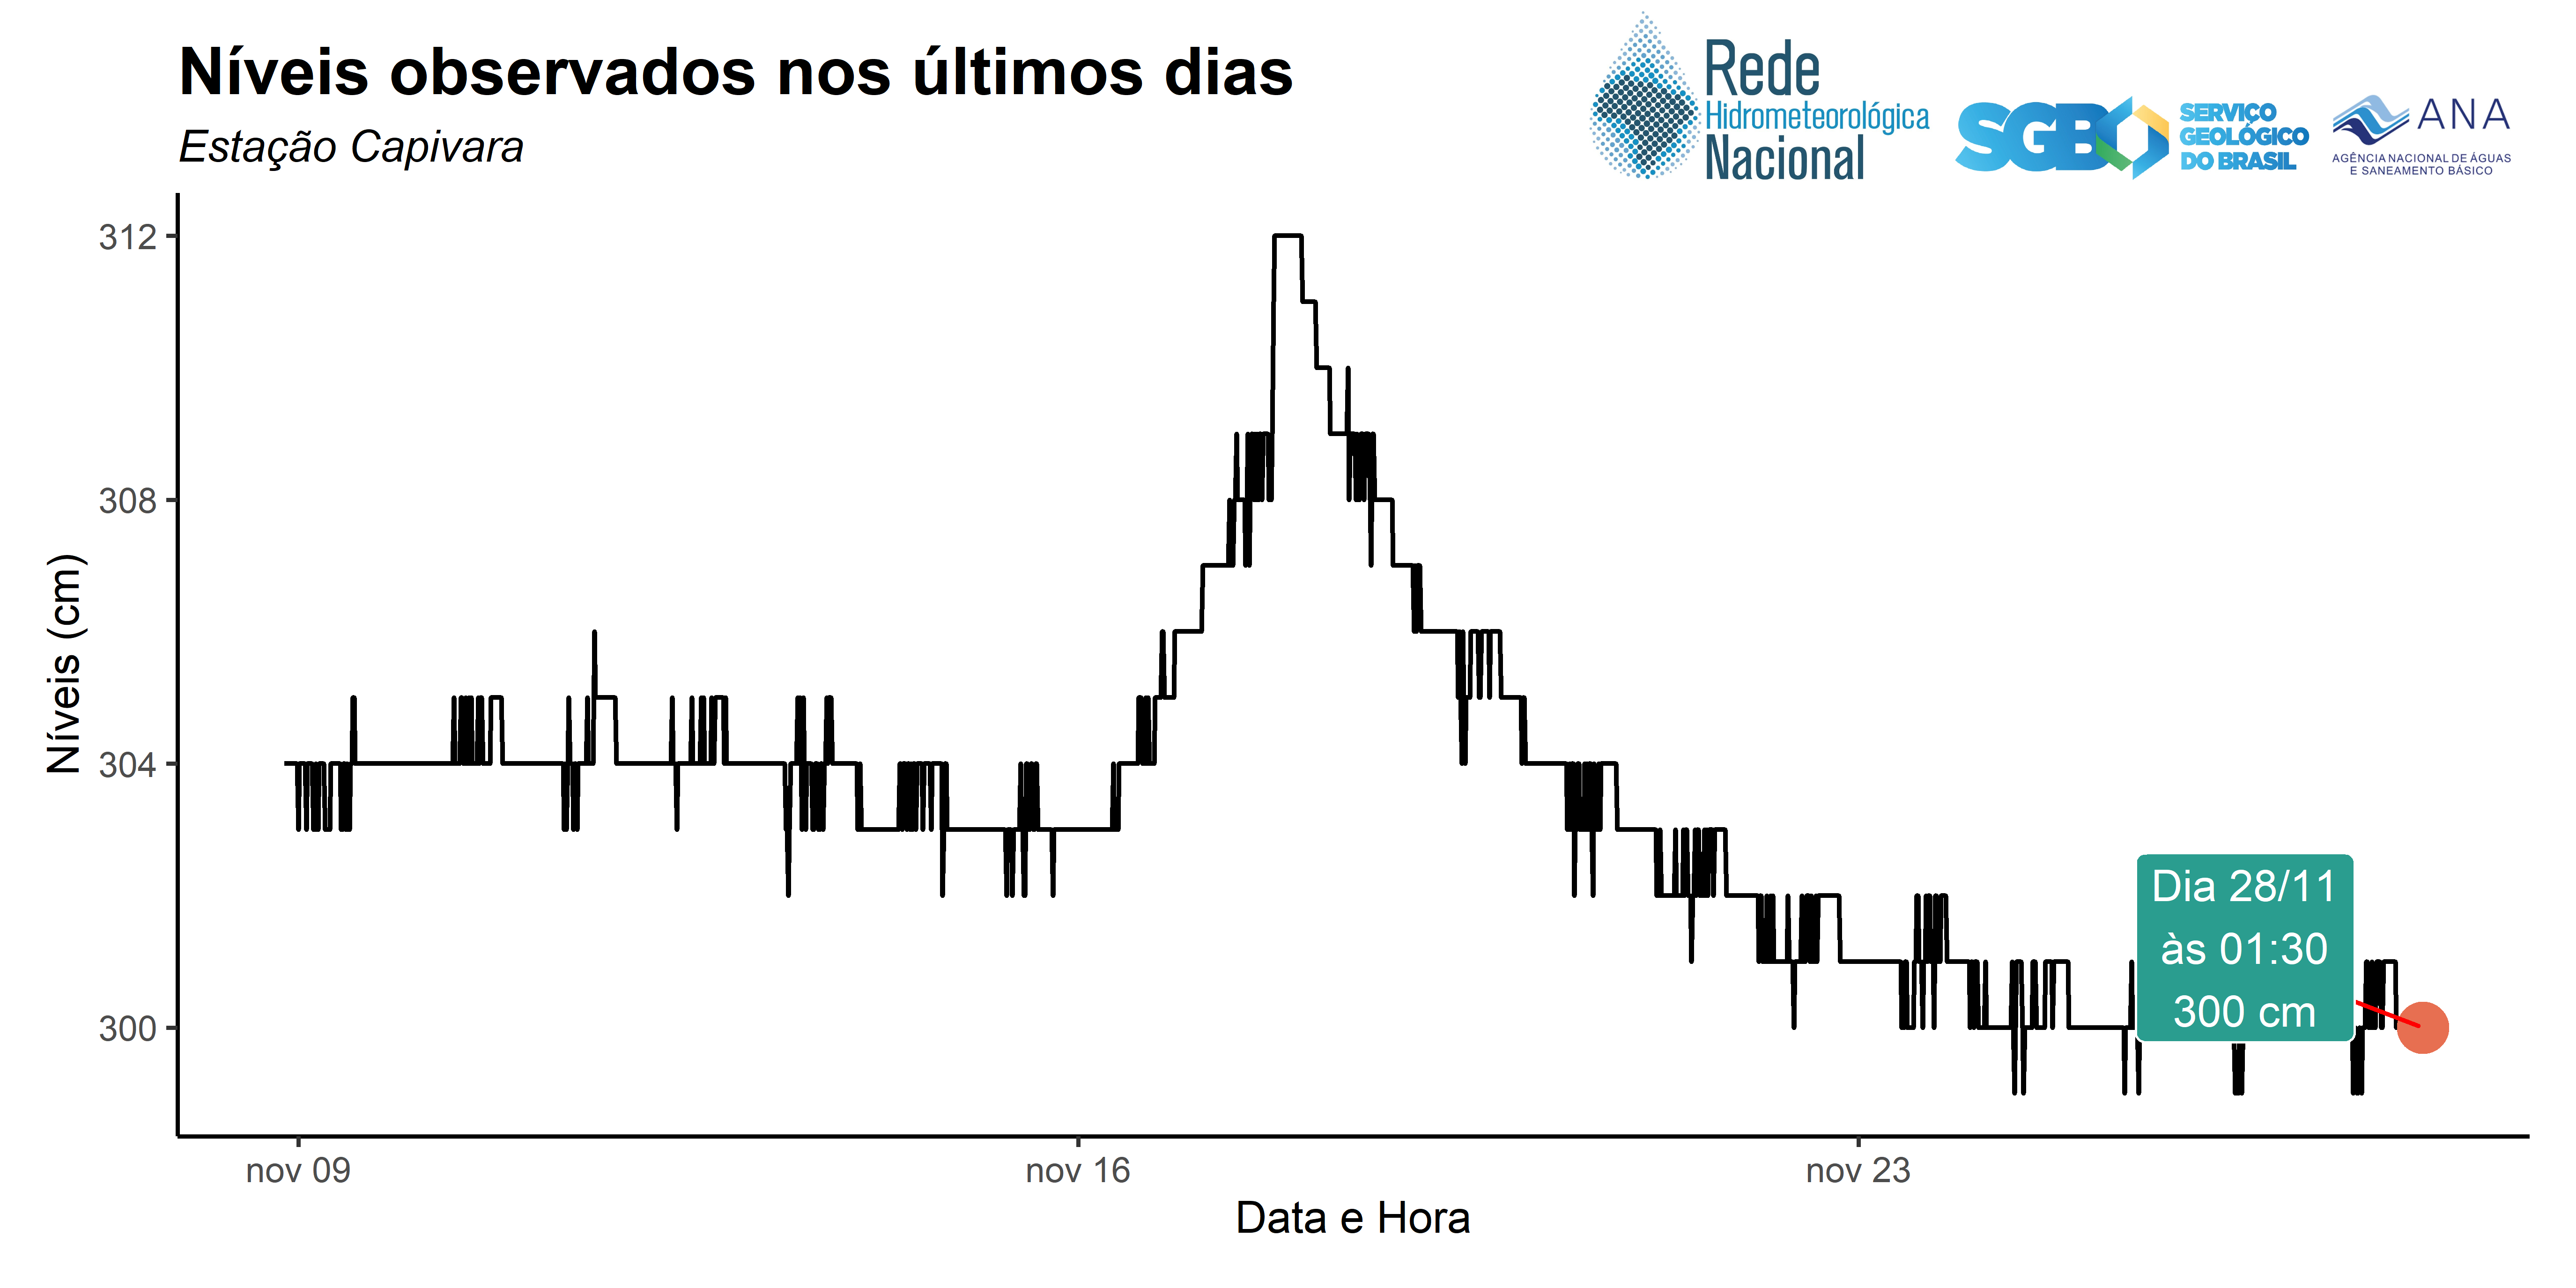 Níveis observados nos últimos dias
Estação Capivara
Rede
Hidrometeorológica
Nacional
SGB
SERVIÇO
GEOLÓGICO
DO BRASIL
ANA
AGÊNCIA NACIONAL DE ÁGUAS
E SANEAMENTO BÁSICO
312
308
304
300
Níveis (cm)
Dia 28/11
às 01:30
300 cm
nov 09
nov 16
nov 23
Data e Hora